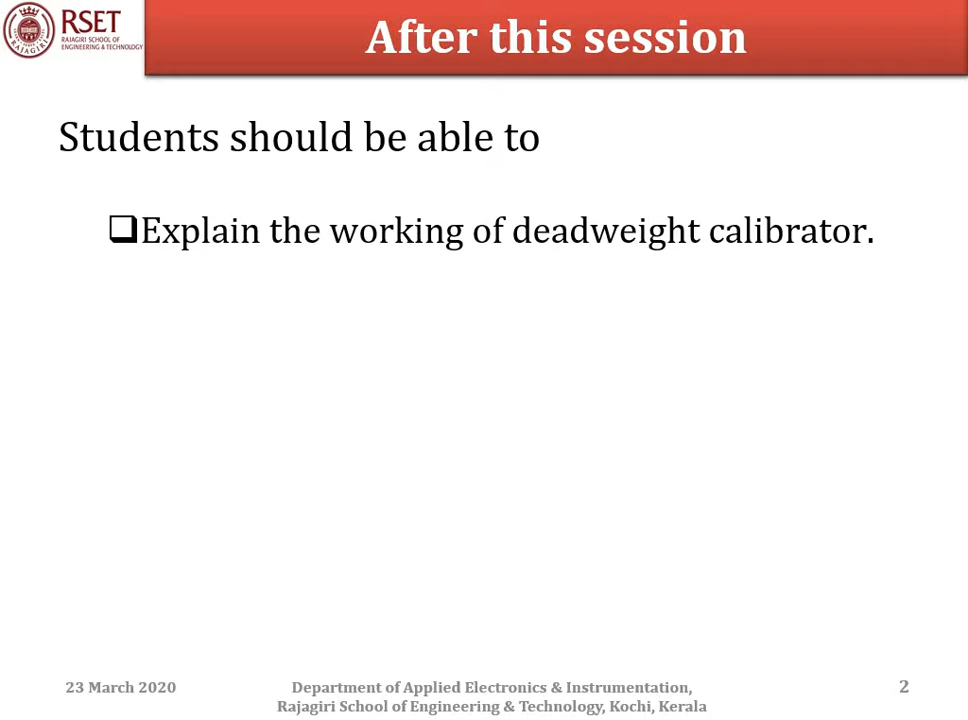 RSET
RAJAGIRI SCHOOL OF
ENGINEERING & TECHNOLOGY
RAJAGIRI
After this session
Students should be able to
❑Explain the working of deadweight calibrator.
23 March 2020
Department of Applied Electronics & Instrumentation,
Rajagiri School of Engineering & Technology, Kochi, Kerala
2